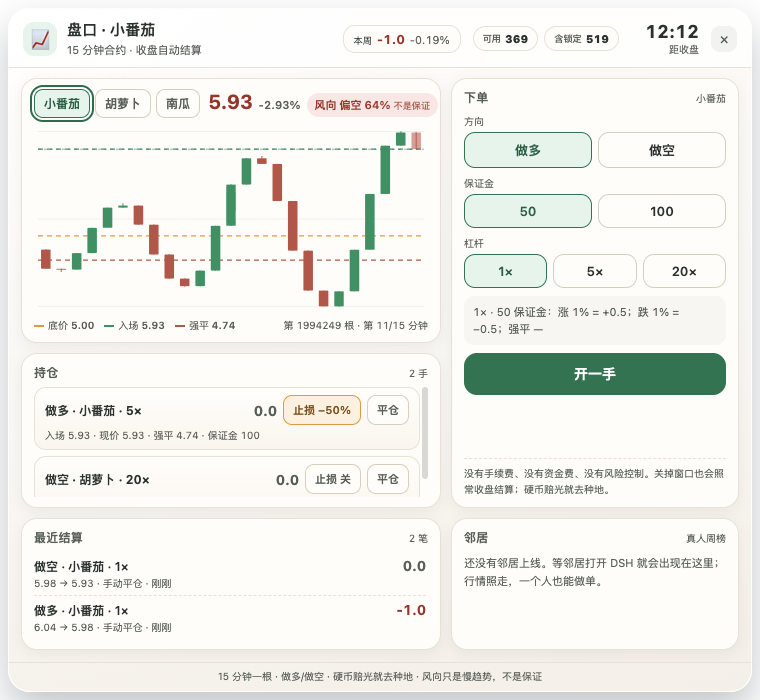 盘口 · 小番茄
15 分钟合约 · 收盘自动结算
本周 -1.0 -0.19%
可用 369
含锁定 519
12:12
距收盘
×
小番茄
胡萝卜
南瓜
5.93 -2.93%
风向 偏空 64% 不是保证
底价 5.00
入场 5.93
强平 4.74
第 1994249 根 · 第 11/15 分钟
下单
小番茄
方向
做多
做空
保证金
50
100
杠杆
1×
5×
20×
1× · 50 保证金：涨 1% = +0.5；跌 1% =
−0.5；强平 —
开一手
没有手续费、没有资金费、没有风险控制。关掉窗口也会照
常收盘结算；硬币赔光就去种地。
持仓
2 手
做多 · 小番茄 · 5×
0.0
止损 −50%
平仓
入场 5.93 · 现价 5.93 · 强平 4.74 · 保证金 100
做空 · 胡萝卜 · 20×
0.0
止损 关
平仓
最近结算
2 笔
做空 · 小番茄 · 1×
0.0
5.98 → 5.93 · 手动平仓 · 刚刚
做多 · 小番茄 · 1×
-1.0
6.04 → 5.98 · 手动平仓 · 刚刚
邻居
真人周榜
还没有邻居上线。等邻居打开 DSH 就会出现在这里；
行情照走，一个人也能做单。
15 分钟一根 · 做多/做空 · 硬币赔光就去种地 · 风向只是慢趋势，不是保证